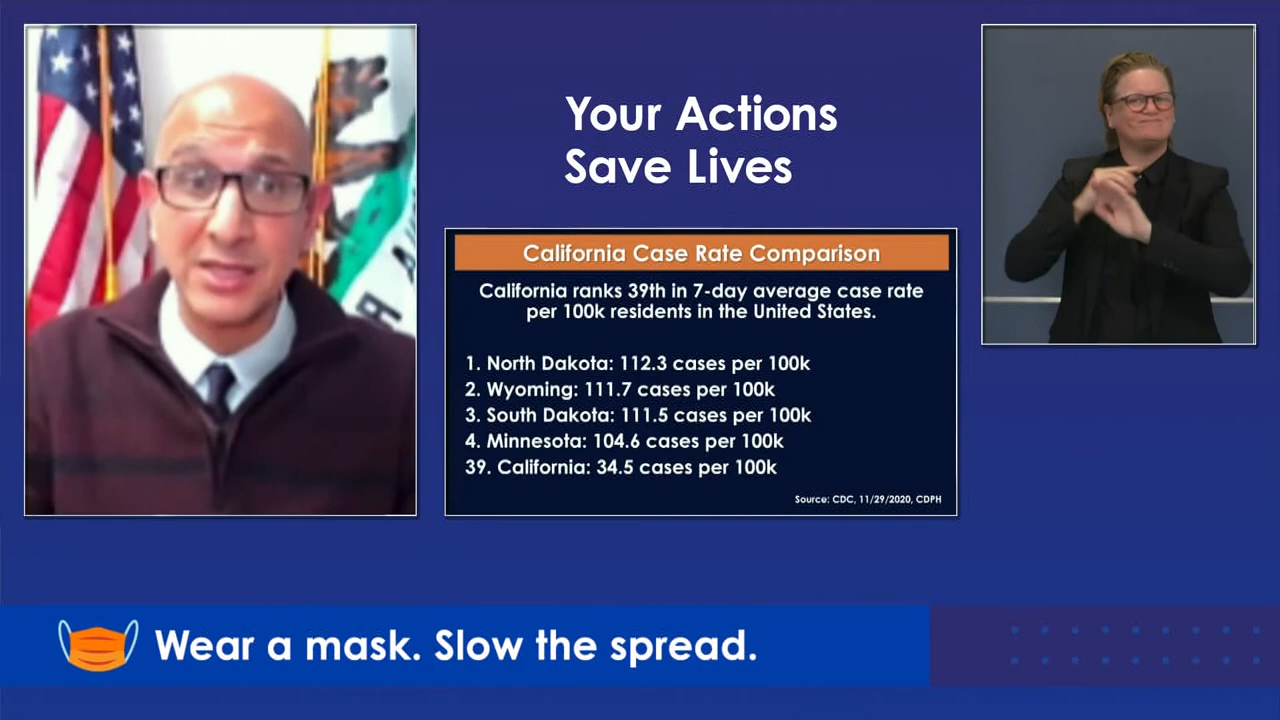 Your Actions
Save Lives
California Case Rate Comparison
California ranks 39th in 7-day average case rate
per 100k residents in the United States.
1. North Dakota: 112.3 cases per 100k
2. Wyoming: 111.7 cases per 100k
3. South Dakota: 111.5 cases per 100k
4. Minnesota: 104.6 cases per 100k
39. California: 34.5 cases per 100k
Source: CDC, 11/29/2020, CDPH
Wear a mask. Slow the spread.